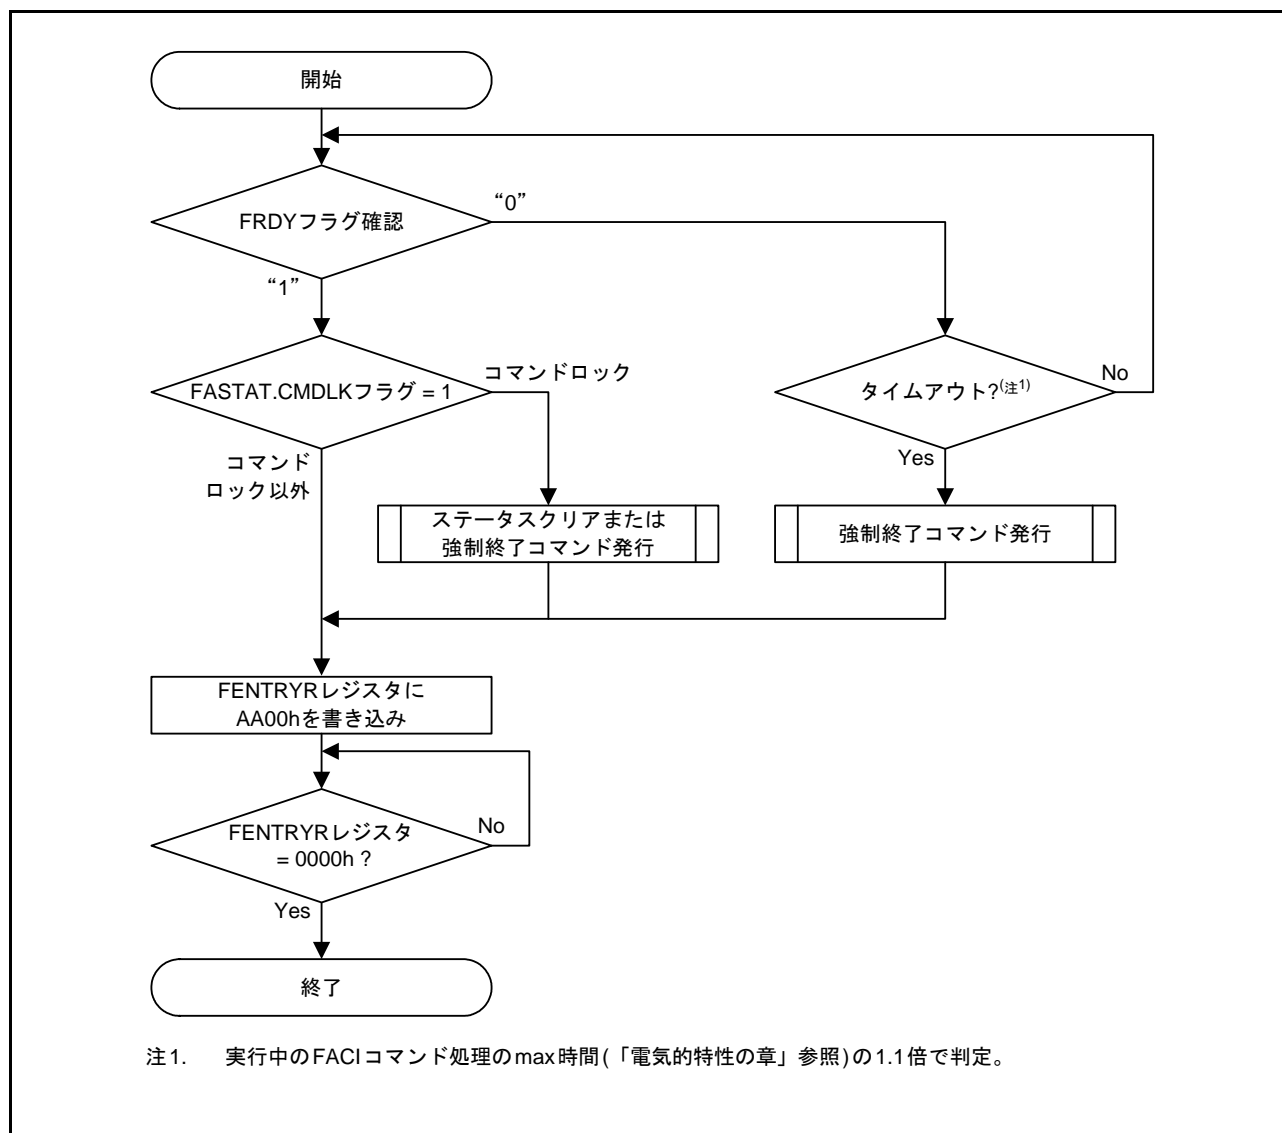 開始
FRDYフラグ確認
“0”
“1”
FASTAT.CMDLKフラグ = 1
コマンドロック
タイムアウト?(注1)
No
Yes
コマンド
ロック以外
ステータスクリアまたは
強制終了コマンド発行
強制終了コマンド発行
FENTRYRレジスタに
AA00hを書き込み
FENTRYRレジスタ
= 0000h ?
No
Yes
終了
注1. 実行中のFACIコマンド処理のmax時間(「電気的特性の章」参照)の1.1倍で判定。